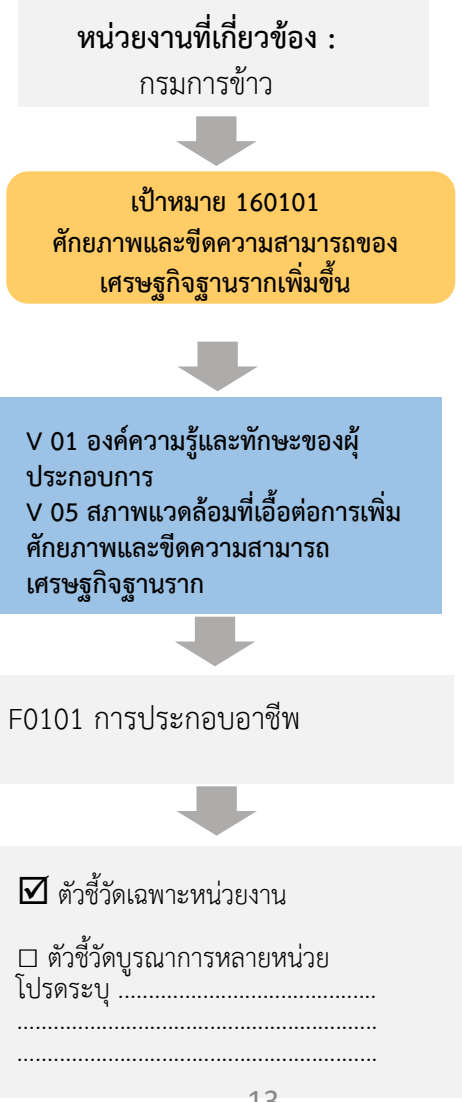 หน่วยงานที่เกี่ยวข้อง :
กรมการข้าว
เป้าหมาย 160101
ศักยภาพและขีดความสามารถของ
เศรษฐกิจฐานรากเพิ่มขึ้น
V 01 องค์ความรู้และทักษะของผู้
ประกอบการ
V 05 สภาพแวดล้อมที่เอื้อต่อการเพิ่ม
ศักยภาพและขีดความสามารถ
เศรษฐกิจฐานราก
F0101 การประกอบอาชีพ
☑ ตัวชี้วัดเฉพาะหน่วยงาน
☐ ตัวชี้วัดบูรณาการหลายหน่วย
โปรดระบุ ...........................................
............................................................
............................................................
13